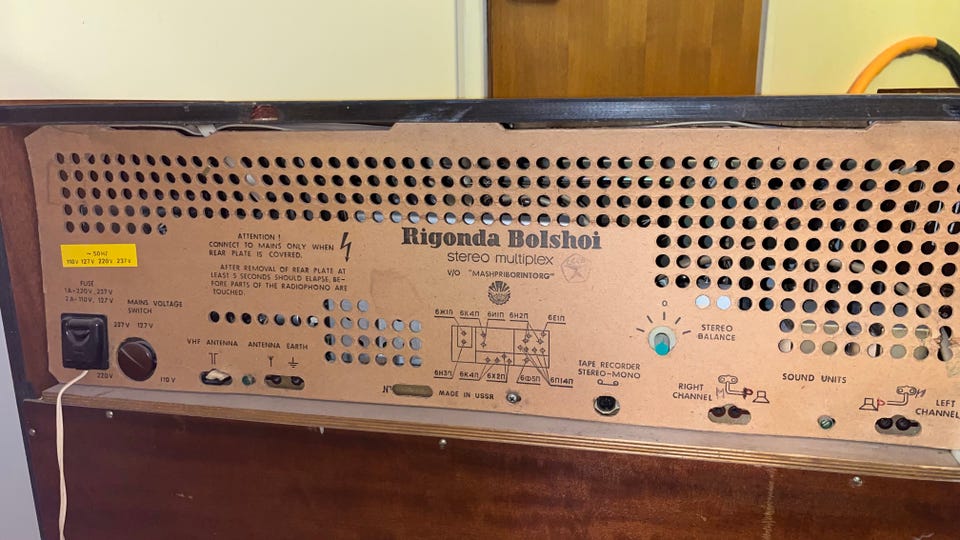 Rigonda Bolshoi
stereo multiplex
V/O "MASHPRIBORINTORG"
ATTENTION !
CONNECT TO MAINS ONLY WHEN
REAR PLATE IS COVERED.
AFTER REMOVAL OF REAR PLATE AT
LEAST 5 SECONDS SHOULD ELAPSE, BE-
FORE PARTS OF THE RADIOPHONO ARE
TOUCHED.
~ 50HZ
110V 127V 220V 237V
FUSE
1A-220V, 237V
2A-110V, 127V
MAINS VOLTAGE
SWITCH
237V 127V
220V 110V
VHF ANTENNA
ANTENNA EARTH
6Ж1П 6К4П 6И1П 6Н2П 6Е1П
6Н3П 6К4П 6Х2П 6Ф5П 6П14П
N°
MADE IN USSR
O.
STEREO
BALANCE
TAPE RECORDER
STEREO-MONO
SOUND UNITS
RIGHT
CHANNEL
LEFT
CHANNEL